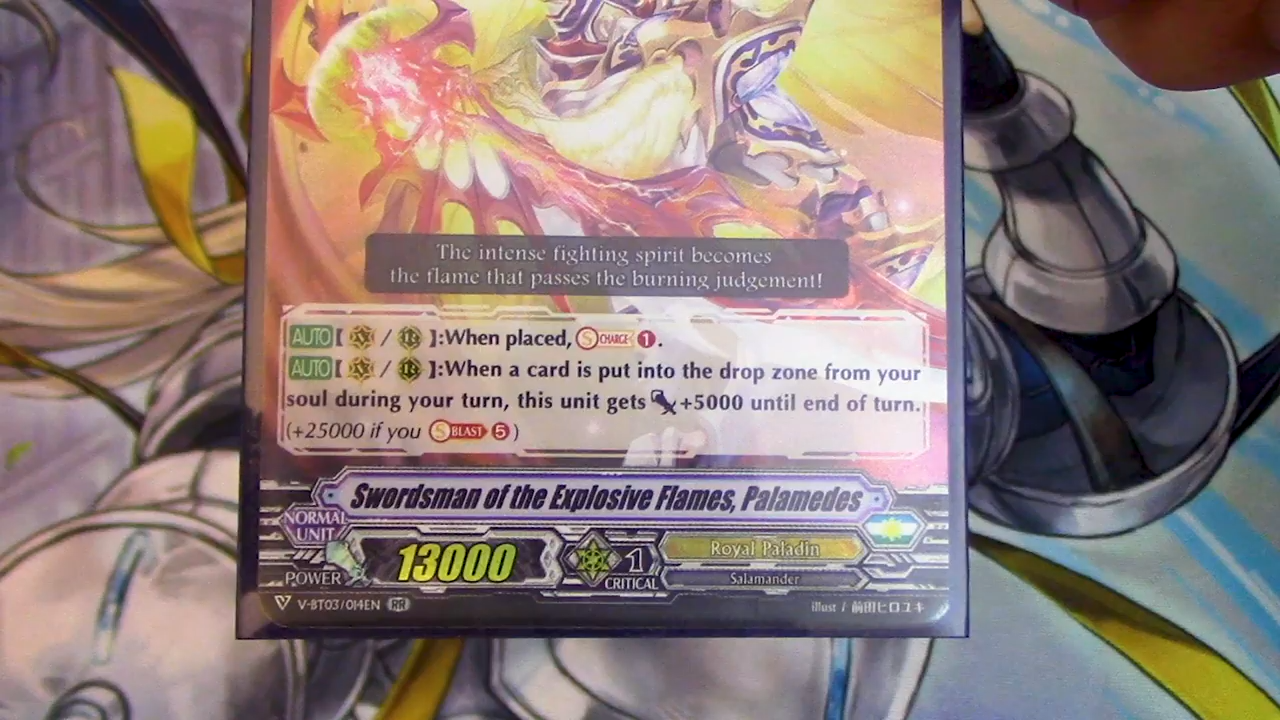 The intense fighting spirit becomes
the flame that passes the burning judgement!
AUTO【 V / R 】:When placed, S CHARGE 1 .
AUTO【 V / R 】:When a card is put into the drop zone from your
soul during your turn, this unit gets +5000 until end of turn.
(+25000 if you S BLAST 5 )
Swordsman of the Explosive Flames, Palamedes
NORMAL
UNIT
POWER 13000 1 CRITICAL
Royal Paladin
Salamander
V-BT03/014EN RR illust / 前田ヒロユキ